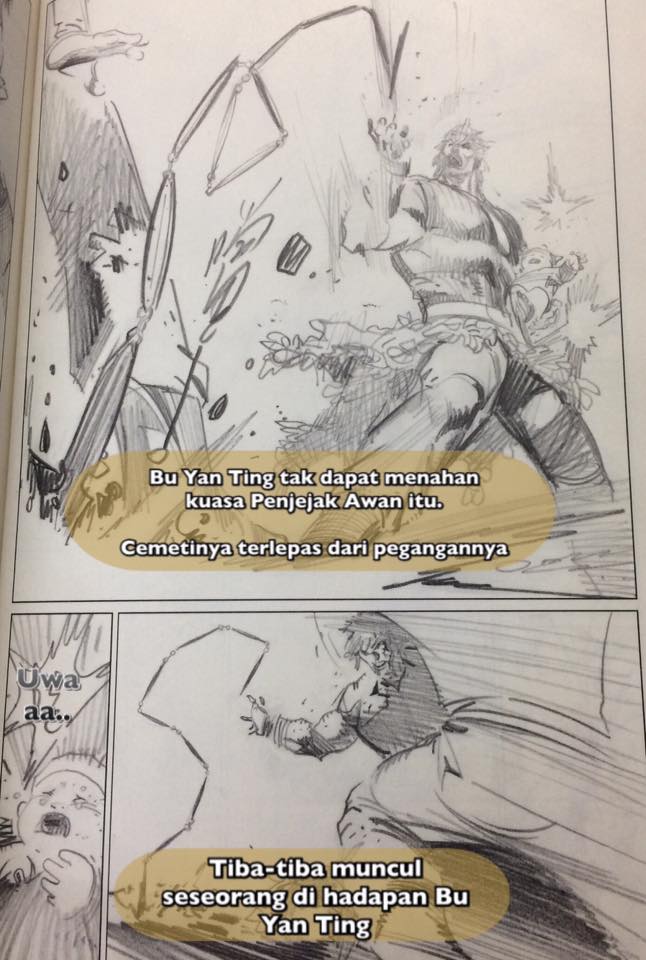 Bu Yan Ting tak dapat menahan
kuasa Penjejak Awan itu.
Cemetinya terlepas dari pegangannya
Uwa
aa..
Tiba-tiba muncul
seseorang di hadapan Bu
Yan Ting